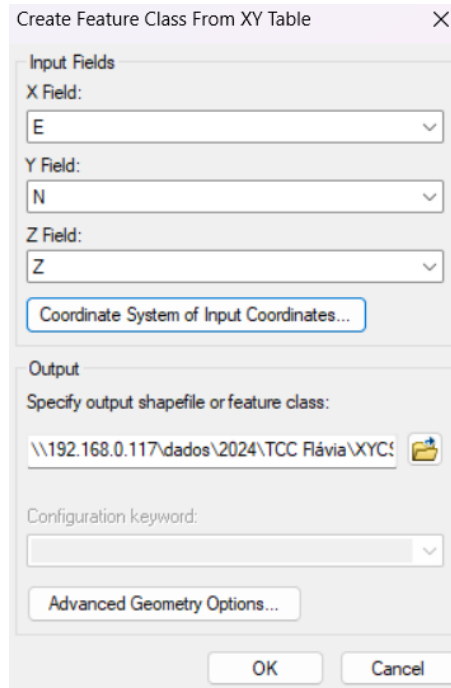 Create Feature Class From XY Table
Input Fields
X Field:
E
Y Field:
N
Z Field:
Z
Coordinate System of Input Coordinates...
Output
Specify output shapefile or feature class:
\\192.168.0.117\dados\2024\TCC Flávia\XYCS
Configuration keyword:
Advanced Geometry Options...
OK Cancel